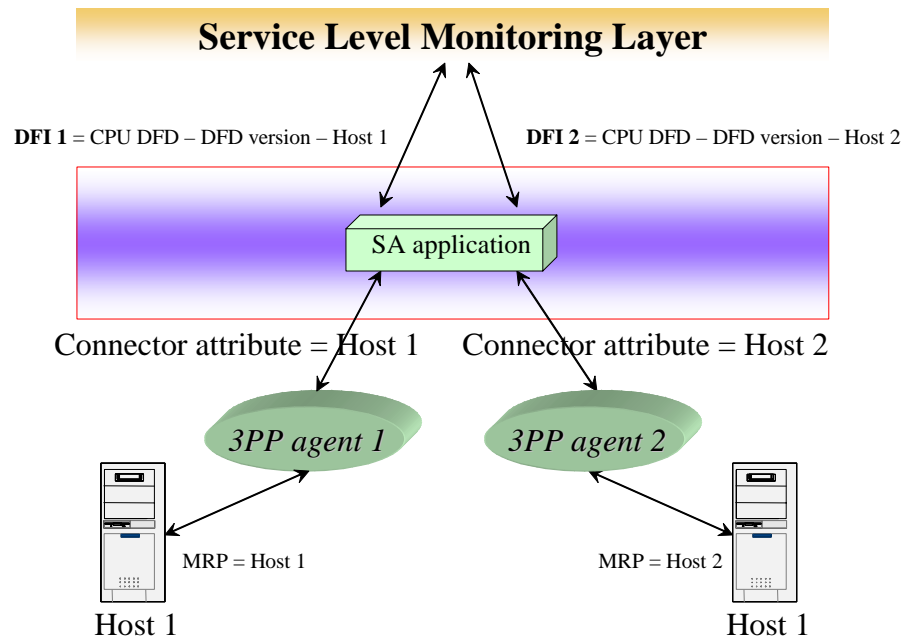 Service Level Monitoring Layer
DFI 1 = CPU DFD – DFD version – Host 1
DFI 2 = CPU DFD – DFD version – Host 2
SA application
Connector attribute = Host 1
Connector attribute = Host 2
3PP agent 1
3PP agent 2
MRP = Host 1
MRP = Host 2
Host 1
Host 1